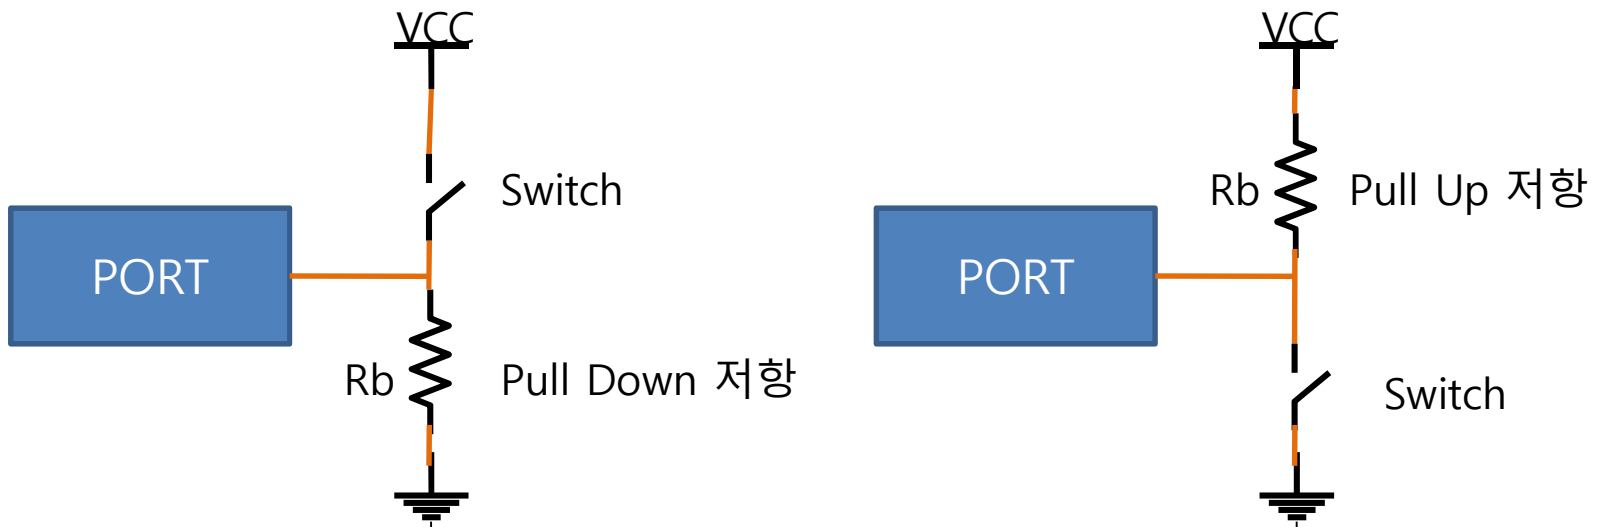 VCC
Switch
PORT
Rb
Pull Down 저항
VCC
Rb
Pull Up 저항
PORT
Switch